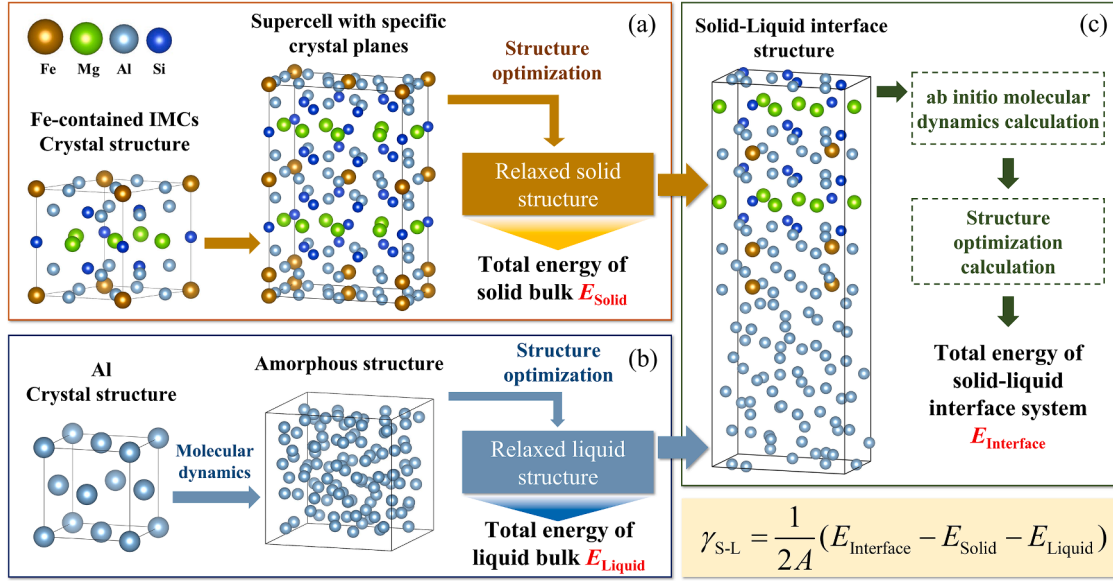 (a)
Fe Mg Al Si
Fe-contained IMCs
Crystal structure
Supercell with specific
crystal planes
Structure
optimization
Relaxed solid
structure
Total energy of
solid bulk E_Solid
(b)
Al
Crystal structure
Molecular
dynamics
Amorphous structure
Structure
optimization
Relaxed liquid
structure
Total energy of
liquid bulk E_Liquid
(c)
Solid-Liquid interface
structure
ab initio molecular
dynamics calculation
Structure
optimization
calculation
Total energy of
solid-liquid
interface system
E_Interface
γ_S-L = 1/2A (E_Interface − E_Solid − E_Liquid)